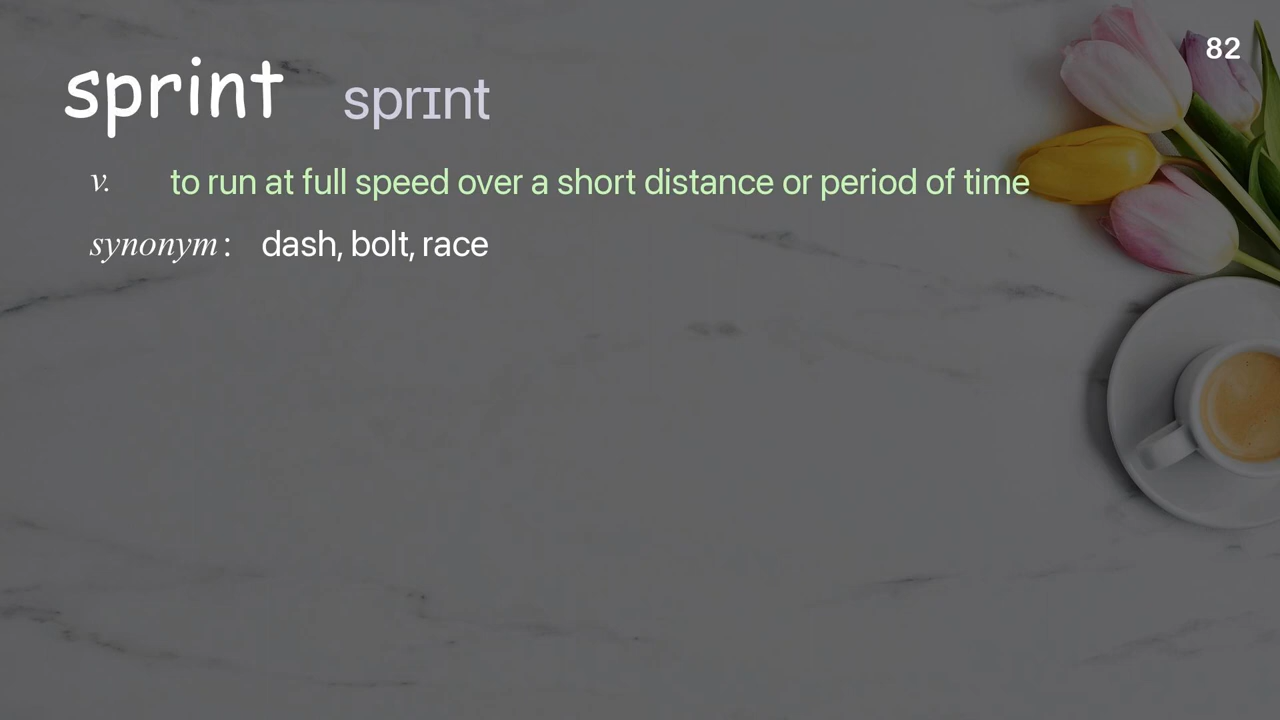 82
sprint sprɪnt
v. to run at full speed over a short distance or period of time
synonym: dash, bolt, race